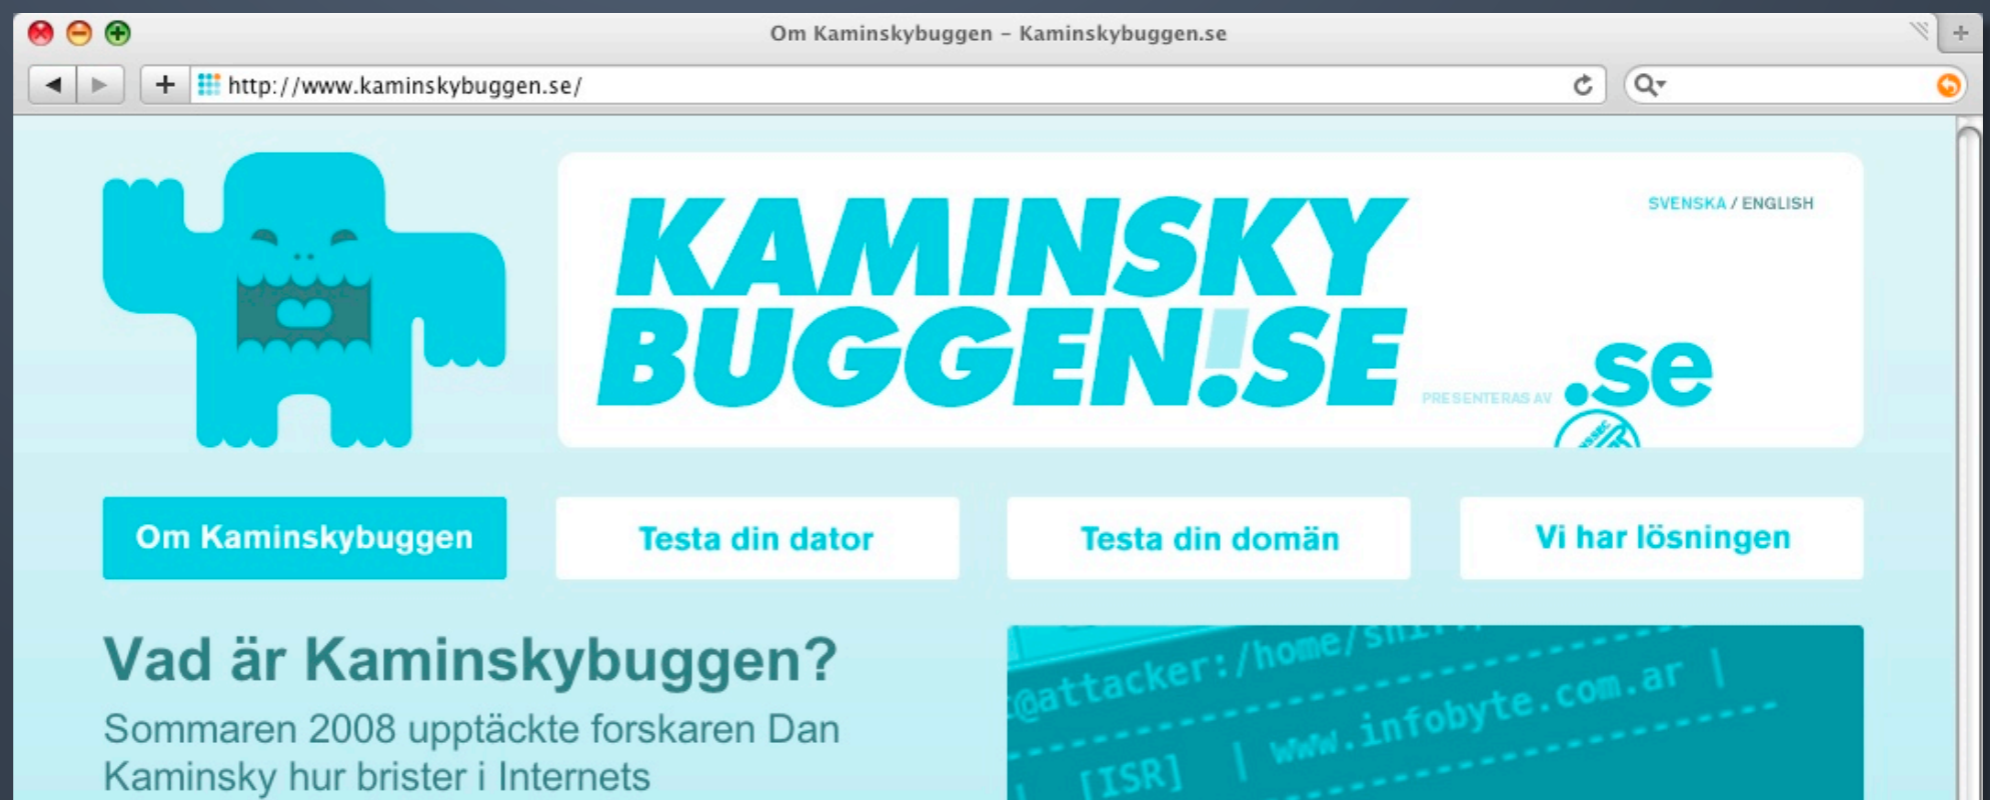 Om Kaminskybuggen – Kaminskybuggen.se
http://www.kaminskybuggen.se/
SVENSKA / ENGLISH
KAMINSKY
BUGGEN.SE
PRESENTERAS AV .se
Om Kaminskybuggen
Testa din dator
Testa din domän
Vi har lösningen
Vad är Kaminskybuggen?
Sommaren 2008 upptäckte forskaren Dan
Kaminsky hur brister i Internets
@attacker:/home/
| www.infobyte.com.ar |
[ISR]